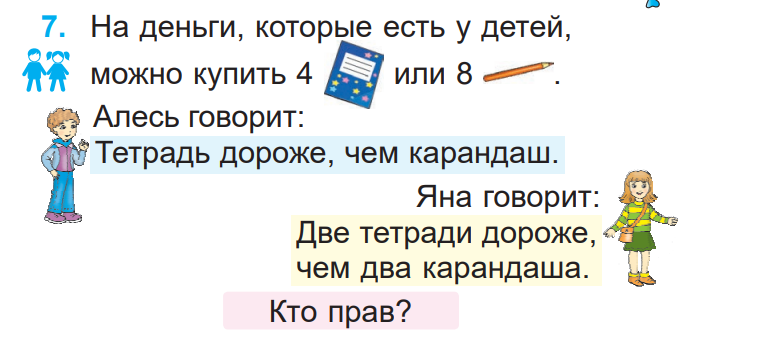 7. На деньги, которые есть у детей,
можно купить 4 или 8 .
Алесь говорит:
Тетрадь дороже, чем карандаш.
Яна говорит:
Две тетради дороже,
чем два карандаша.
Кто прав?